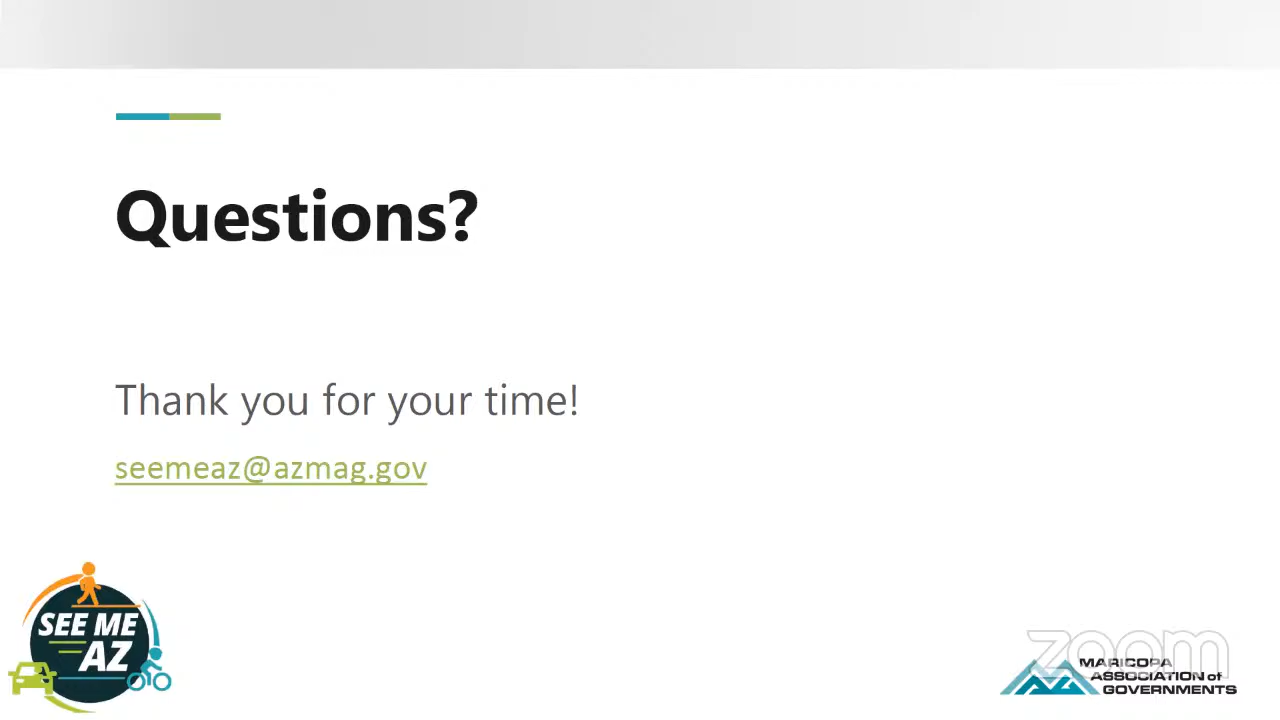 Questions?
Thank you for your time!
seemeaz@azmag.gov
SEE ME
AZ
zoom
MARICOPA
ASSOCIATION of
GOVERNMENTS